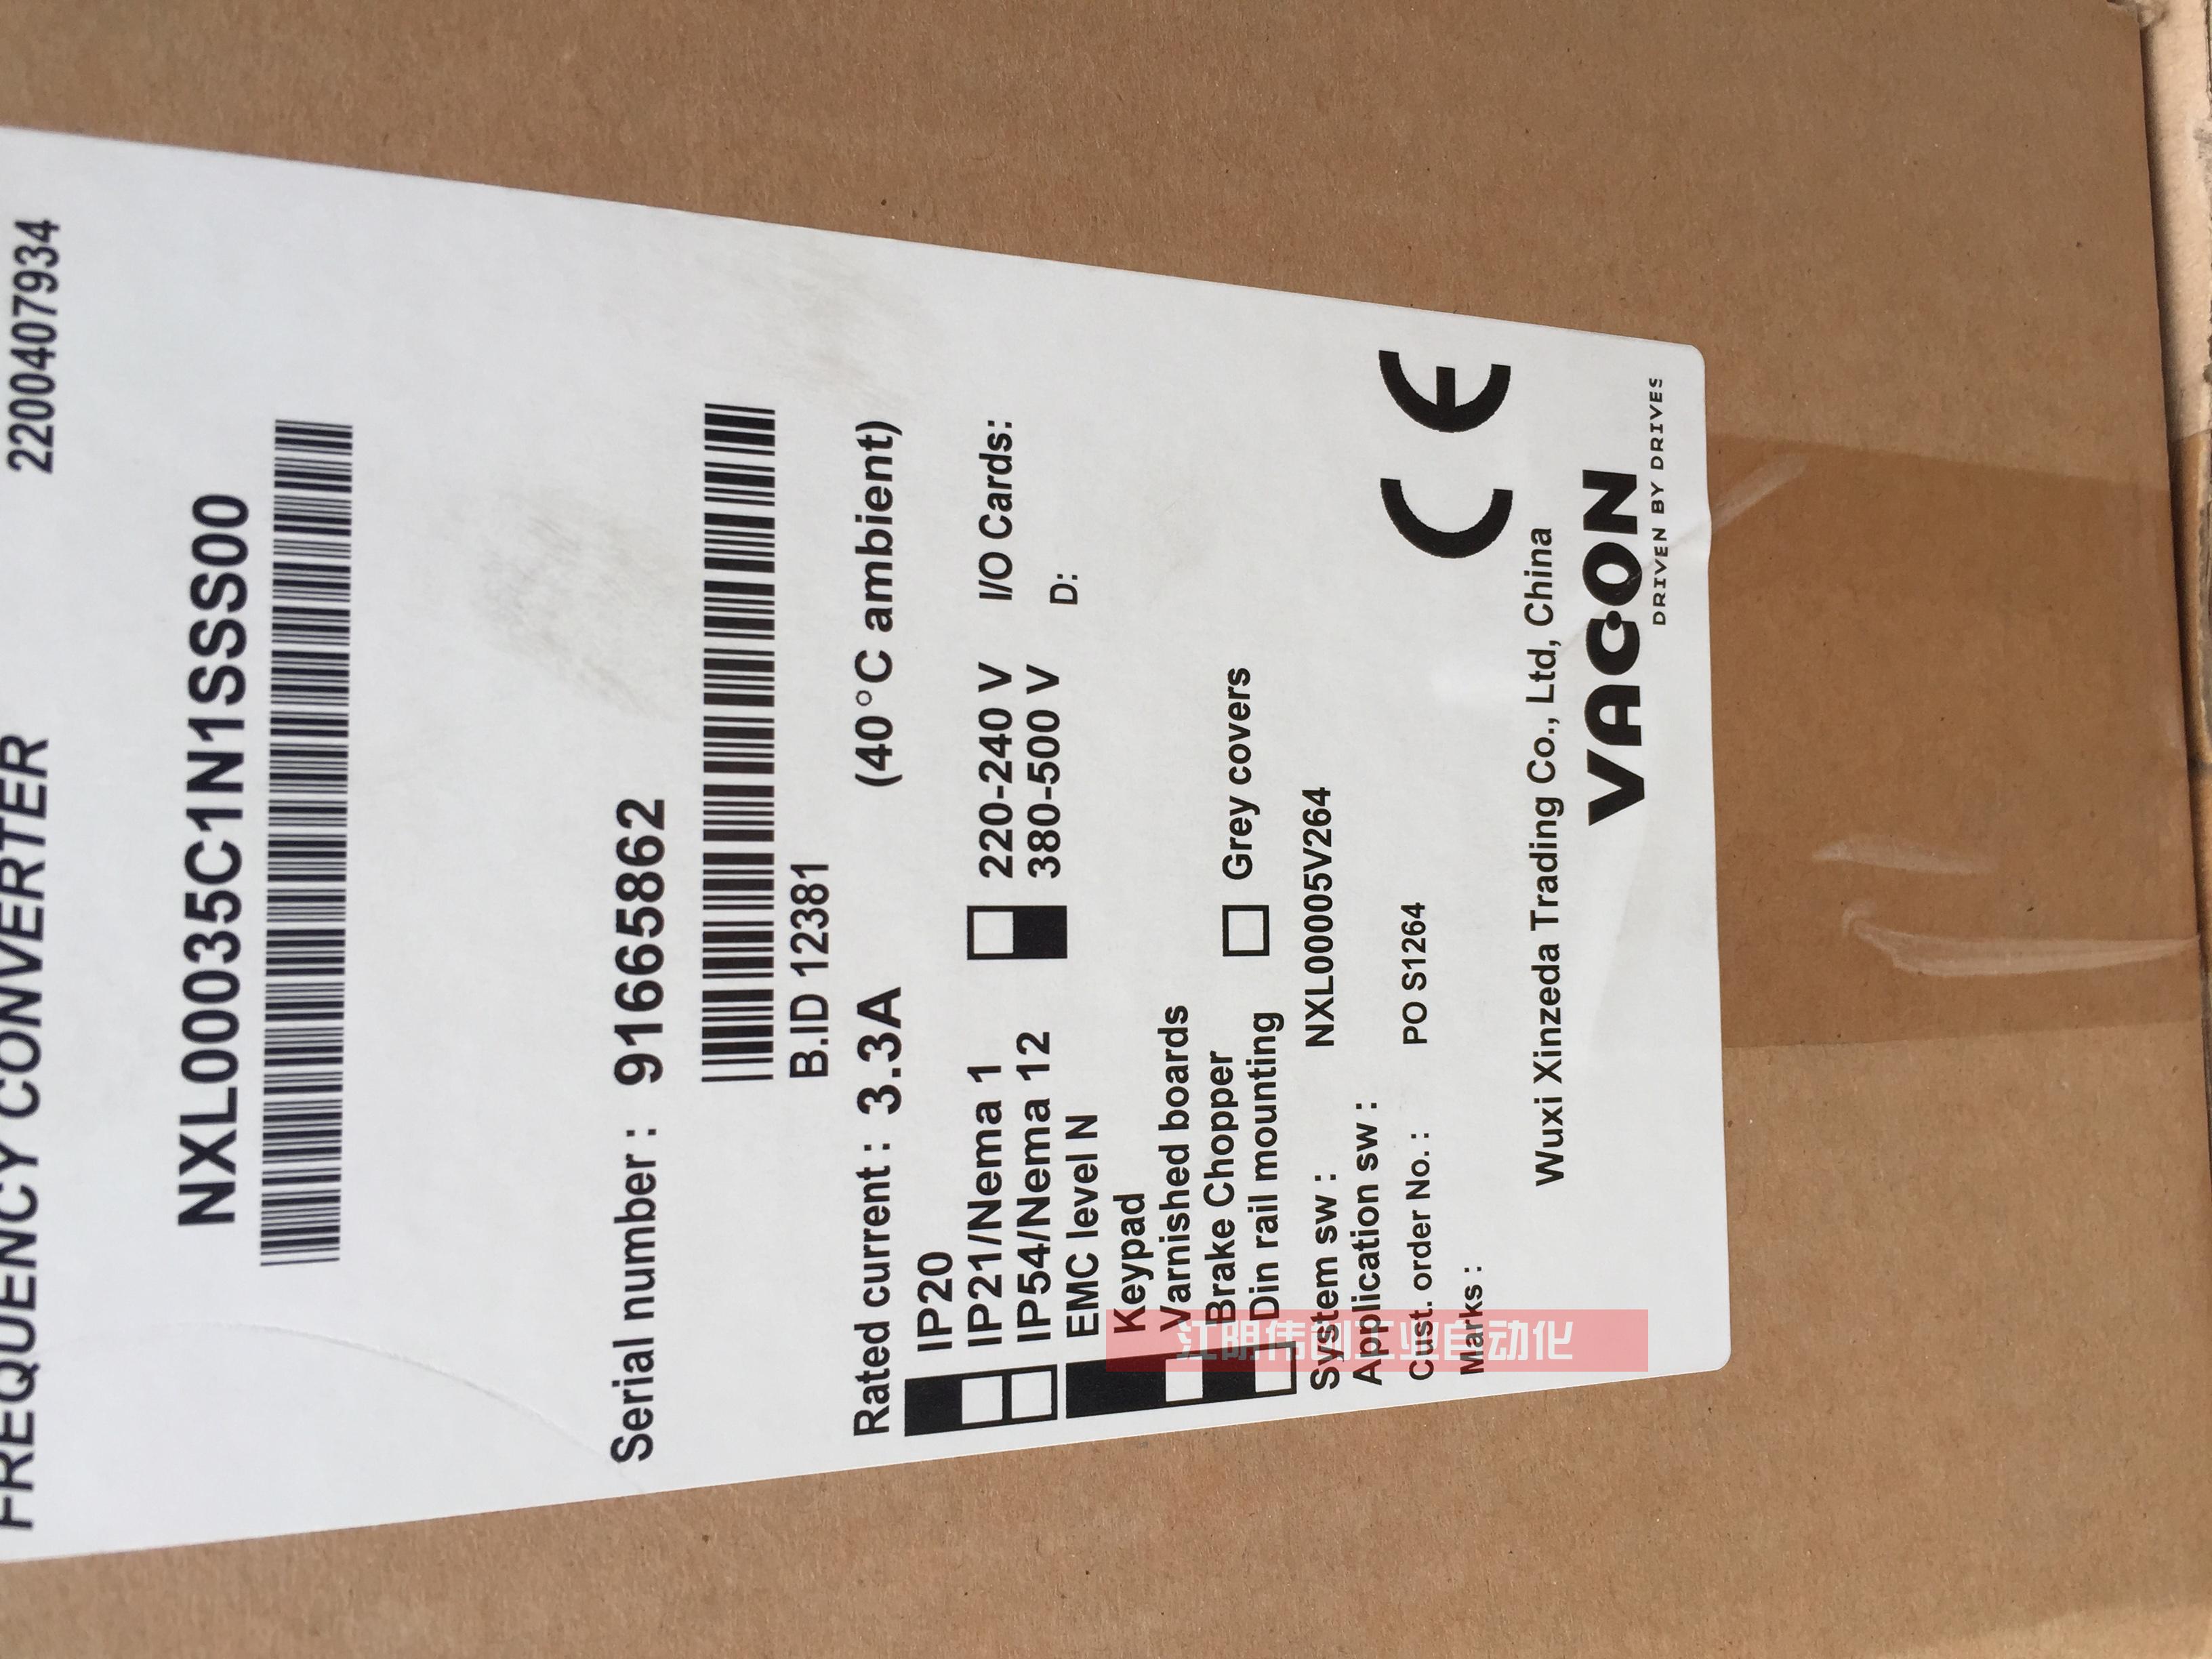 FREQUENCY CONVERTER 2200407934
NXL00035C1N1SSS00
Serial number : 91665862
B.ID 12381
Rated current : 3.3A (40°C ambient)
IP20
IP21/Nema 1 220-240 V I/O Cards:
IP54/Nema 12 380-500 V D:
EMC level N
Keypad
Varnished boards
Brake Chopper Grey covers
Din rail mounting
System sw : NXL00005V264
Application sw :
Cust. order No. : PO S1264
Marks :
Wuxi Xinzeda Trading Co., Ltd, China
VACON
DRIVEN BY DRIVES
CE
江明伟创工业自动化